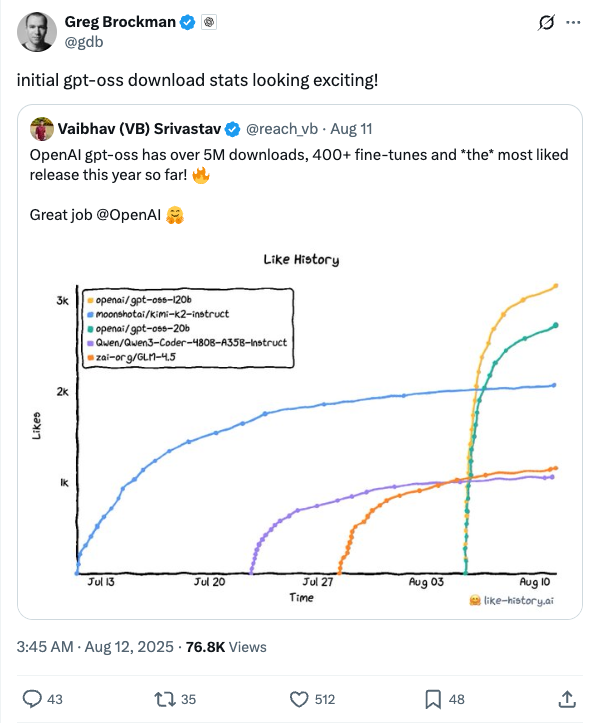 Greg Brockman
@gdb
initial gpt-oss download stats looking exciting!
Vaibhav (VB) Srivastav @reach_vb · Aug 11
OpenAI gpt-oss has over 5M downloads, 400+ fine-tunes and *the* most liked
release this year so far! 🔥
Great job @OpenAI 🤗
Like History
openai/gpt-oss-120b
moonshotai/kimi-k2-instruct
openai/gpt-oss-20b
Qwen/Qwen3-Coder-480B-A35B-Instruct
zai-org/GLM-4.5
3k
2k
1k
Likes
Jul 13 Jul 20 Jul 27 Aug 03 Aug 10
Time
🤗 like-history.ai
3:45 AM · Aug 12, 2025 · 76.8K Views
43 35 512 48